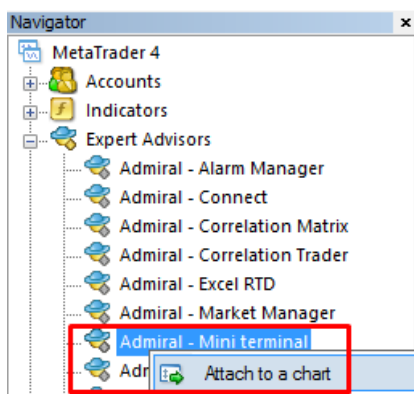 Navigator x
MetaTrader 4
Accounts
Indicators
Expert Advisors
Admiral - Alarm Manager
Admiral - Connect
Admiral - Correlation Matrix
Admiral - Correlation Trader
Admiral - Excel RTD
Admiral - Market Manager
Admiral - Mini terminal
Adr Attach to a chart